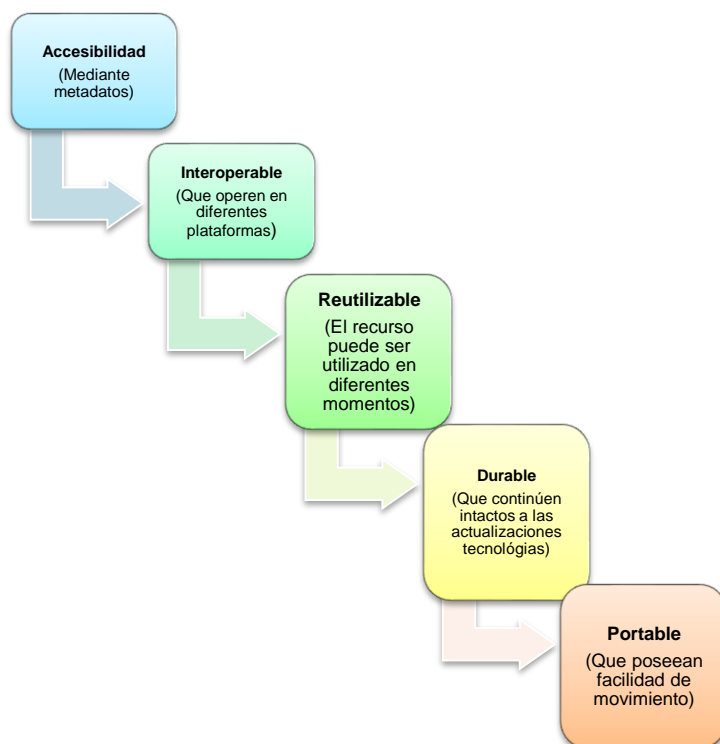 Accesibilidad
(Mediante
metadatos)
Interoperable
(Que operen en
diferentes
plataformas)
Reutilizable
(El recurso
puede ser
utilizado en
diferentes
momentos)
Durable
(Que continúen
intactos a las
actualizaciones
tecnológias)
Portable
(Que poseean
facilidad de
movimiento)